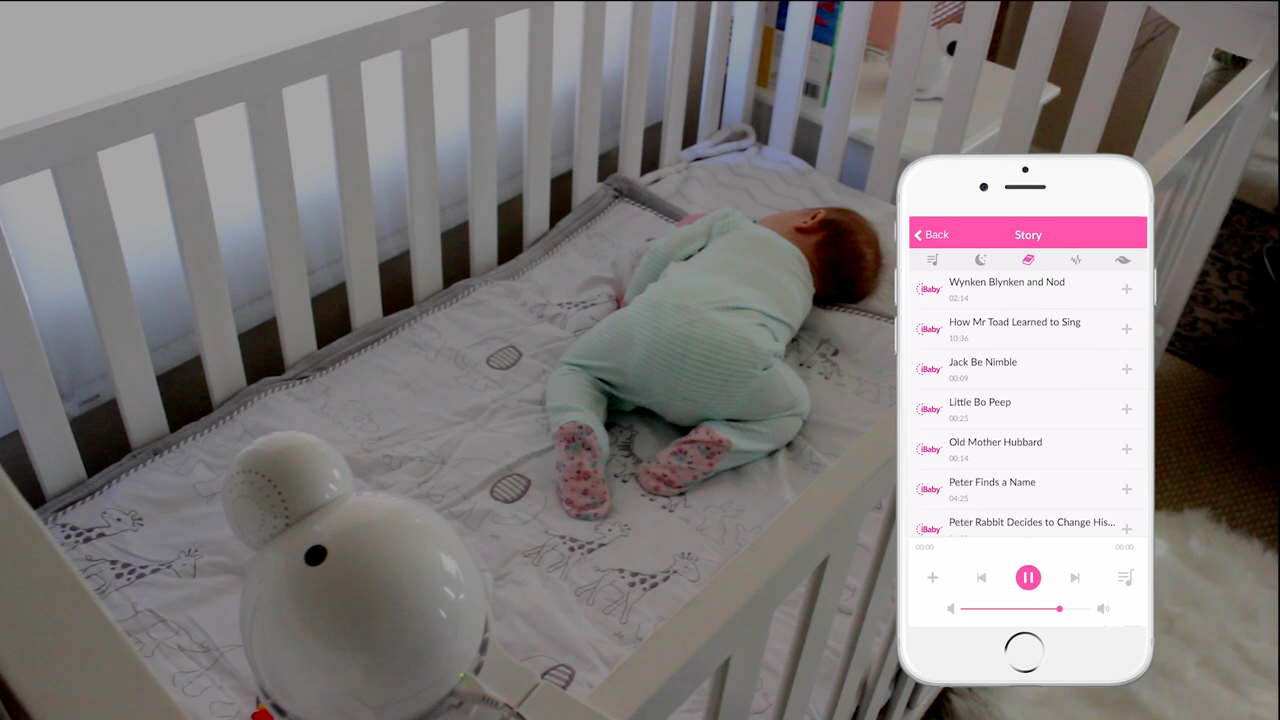 Back
Story
iBaby
Wynken Blynken and Nod
02:14
iBaby
How Mr Toad Learned to Sing
10:36
iBaby
Jack Be Nimble
00:09
iBaby
Little Bo Peep
00:25
iBaby
Old Mother Hubbard
00:14
iBaby
Peter Finds a Name
04:25
iBaby
Peter Rabbit Decides to Change His...
00:00
00:00